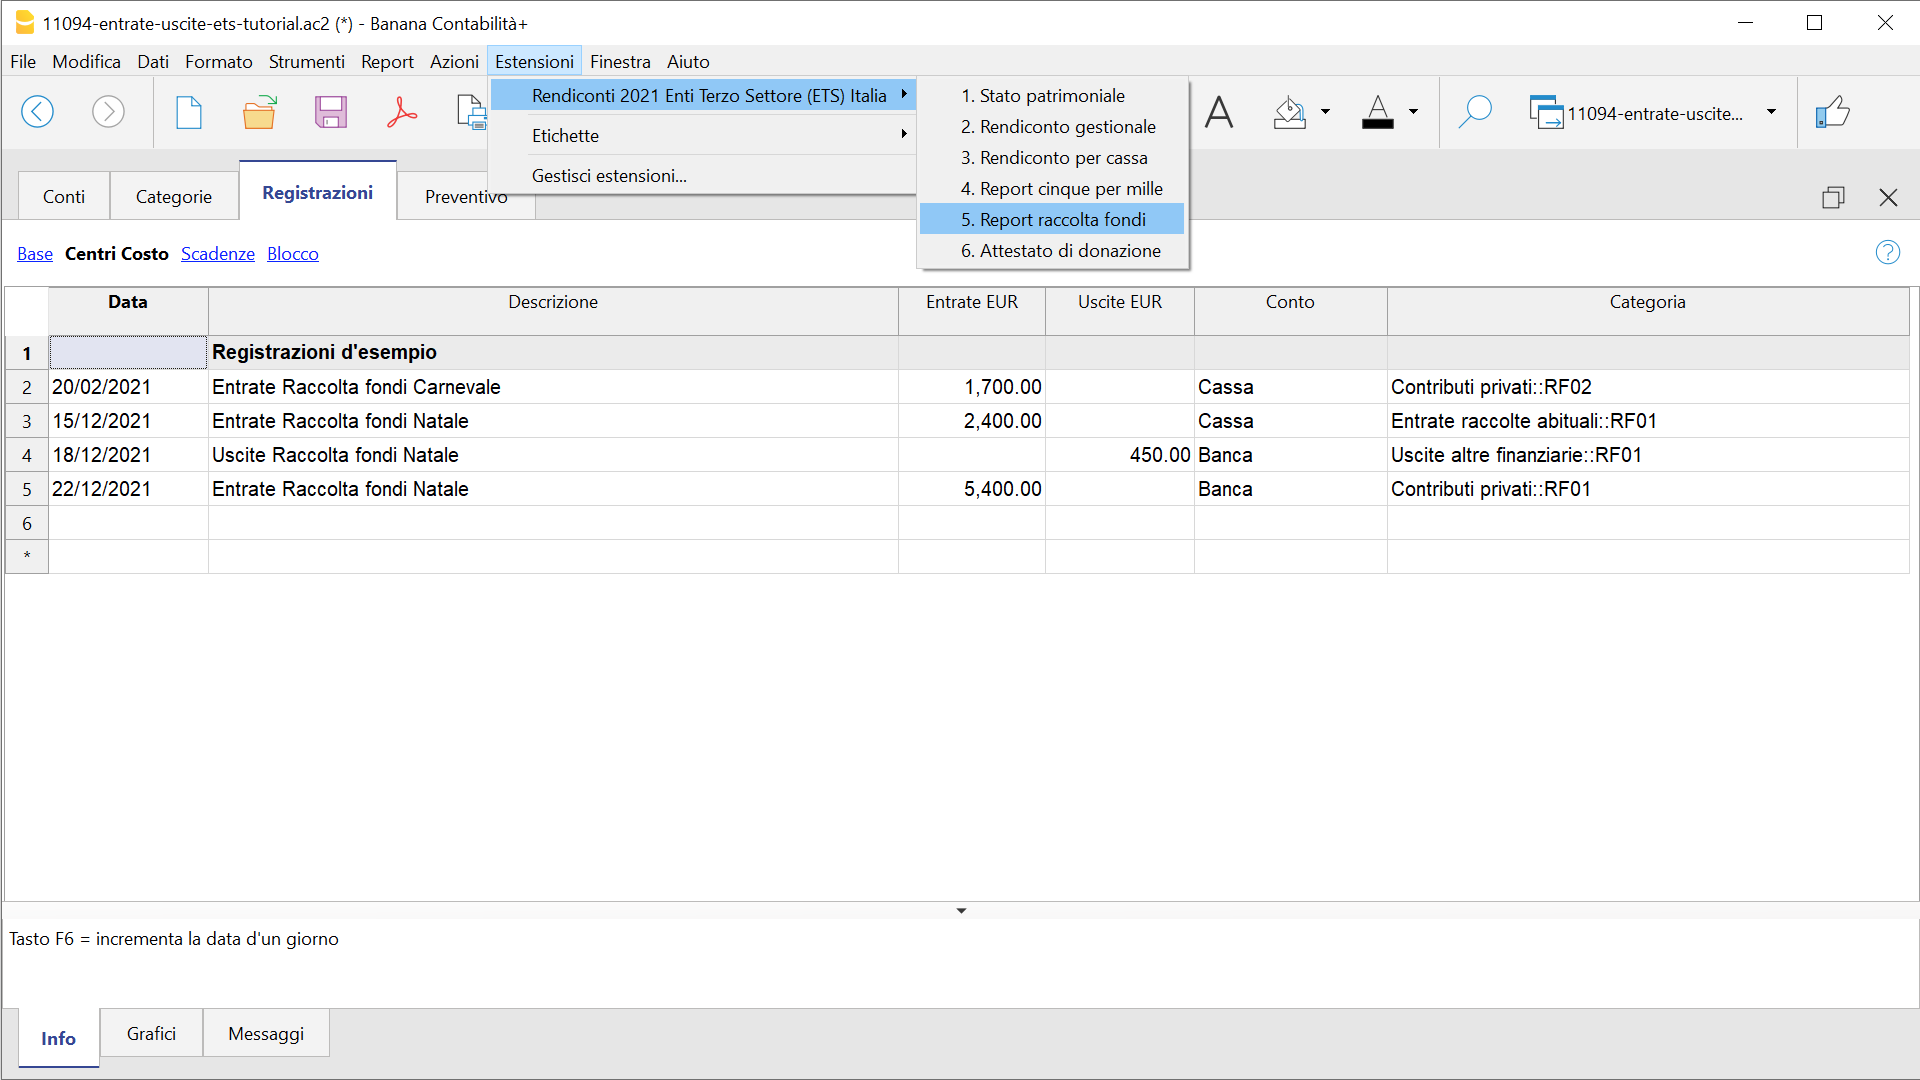 11094-entrate-uscite-ets-tutorial.ac2 (*) - Banana Contabilità+
File Modifica Dati Formato Strumenti Report Azioni Estensioni Finestra Aiuto
Rendiconti 2021 Enti Terzo Settore (ETS) Italia
Etichette
Gestisci estensioni...
1. Stato patrimoniale
2. Rendiconto gestionale
3. Rendiconto per cassa
4. Report cinque per mille
5. Report raccolta fondi
6. Attestato di donazione
11094-entrate-uscite...
Conti Categorie Registrazioni Preventivo
Base Centri Costo Scadenze Blocco
Data Descrizione Entrate EUR Uscite EUR Conto Categoria
1 Registrazioni d'esempio
2 20/02/2021 Entrate Raccolta fondi Carnevale 1,700.00 Cassa Contributi privati::RF02
3 15/12/2021 Entrate Raccolta fondi Natale 2,400.00 Cassa Entrate raccolte abituali::RF01
4 18/12/2021 Uscite Raccolta fondi Natale 450.00 Banca Uscite altre finanziarie::RF01
5 22/12/2021 Entrate Raccolta fondi Natale 5,400.00 Banca Contributi privati::RF01
6
*
Tasto F6 = incrementa la data d'un giorno
Info Grafici Messaggi